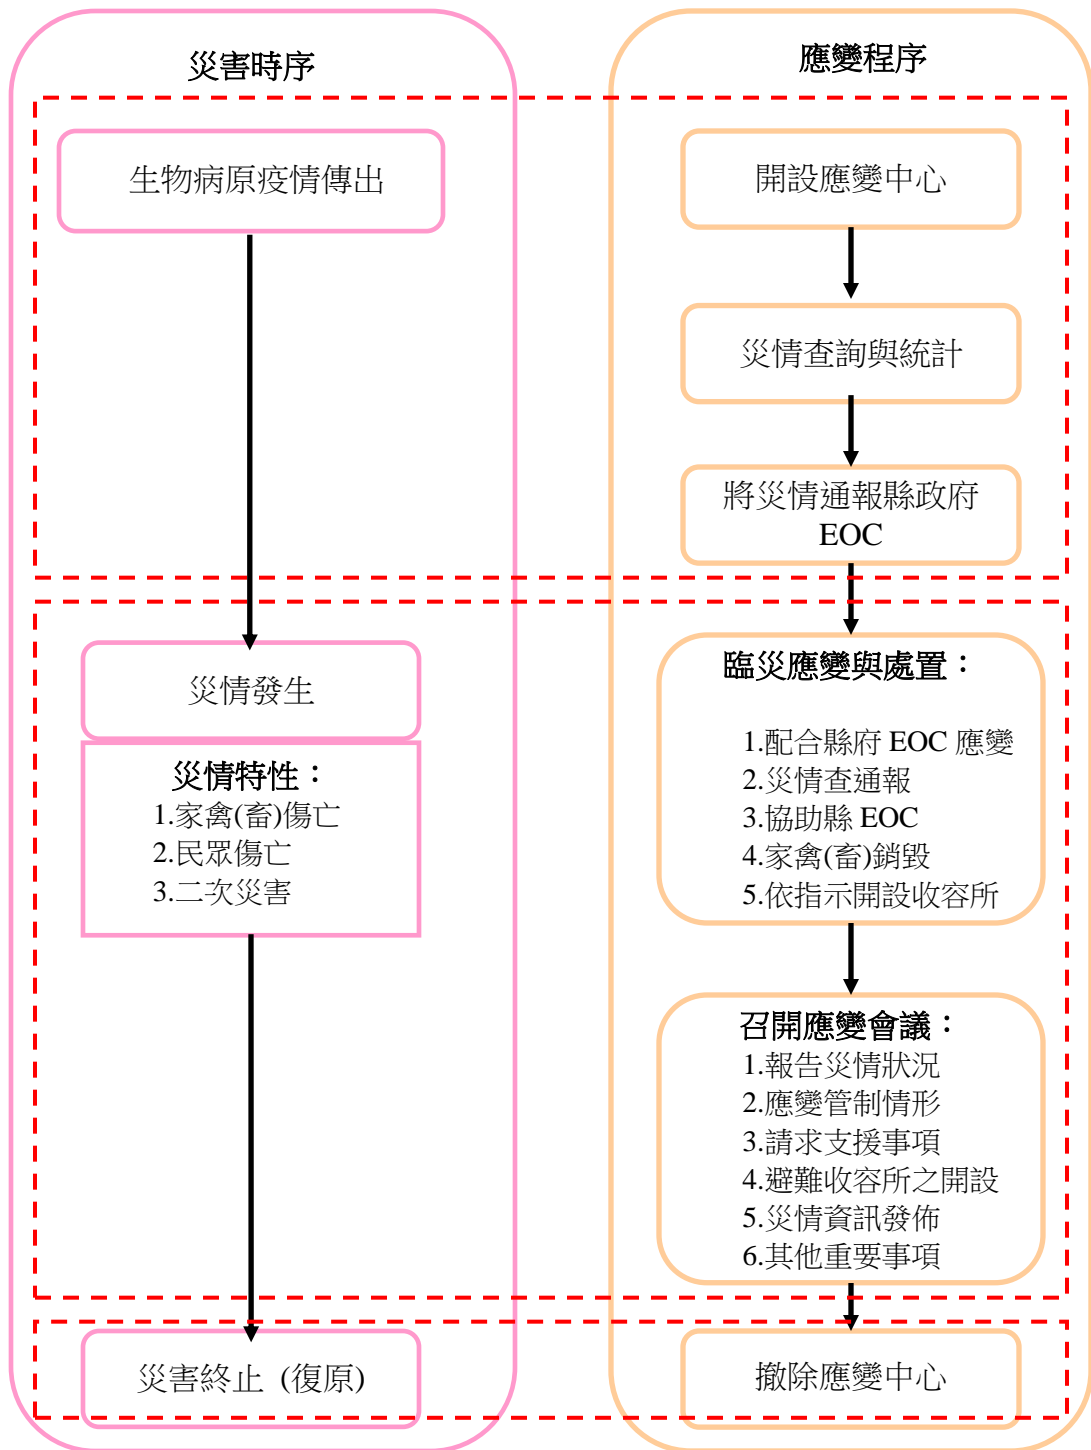 災害時序
生物病原疫情傳出
災情發生
災情特性：
1.家禽(畜)傷亡
2.民眾傷亡
3.二次災害
災害終止 (復原)
應變程序
開設應變中心
災情查詢與統計
將災情通報縣政府
EOC
臨災應變與處置：
1.配合縣府 EOC 應變
2.災情查通報
3.協助縣 EOC
4.家禽(畜)銷毀
5.依指示開設收容所
召開應變會議：
1.報告災情狀況
2.應變管制情形
3.請求支援事項
4.避難收容所之開設
5.災情資訊發佈
6.其他重要事項
撤除應變中心